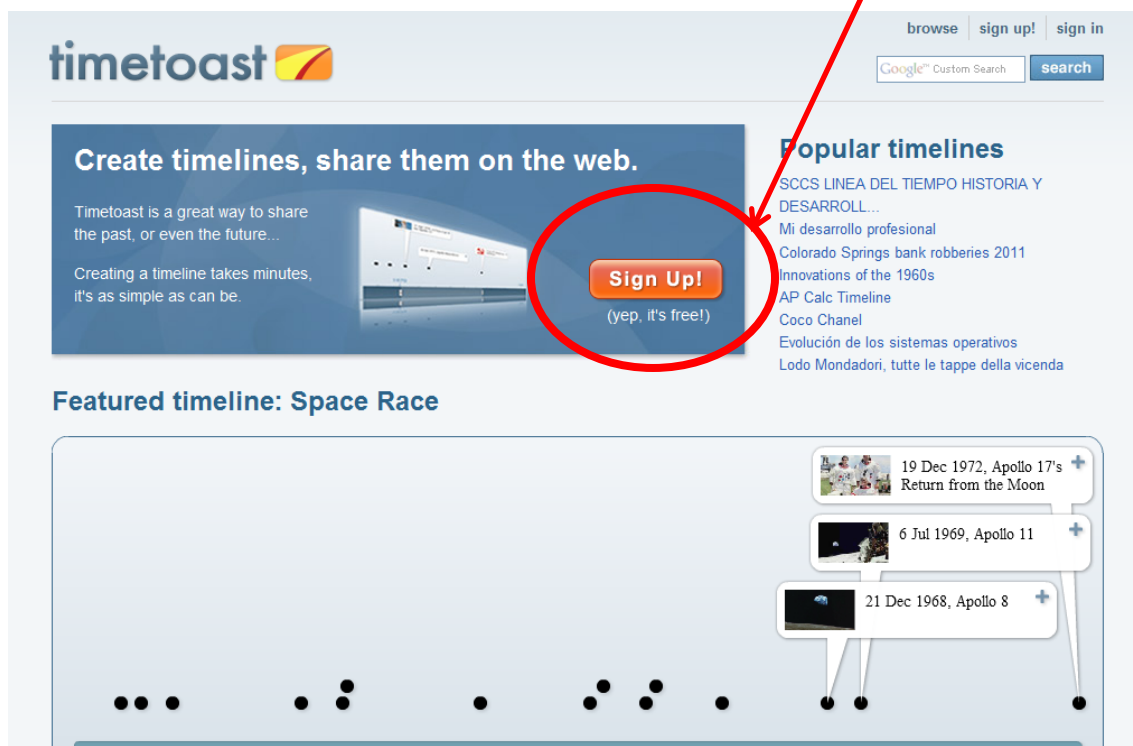 browse sign up! sign in
timetoast
Google™ Custom Search search
Create timelines, share them on the web.
Timetoast is a great way to share
the past, or even the future...
Creating a timeline takes minutes,
it's as simple as can be.
Sign Up!
(yep, it's free!)
Popular timelines
SCCS LINEA DEL TIEMPO HISTORIA Y
DESARROLL...
Mi desarrollo profesional
Colorado Springs bank robberies 2011
Innovations of the 1960s
AP Calc Timeline
Coco Chanel
Evolución de los sistemas operativos
Lodo Mondadori, tutte le tappe della vicenda
Featured timeline: Space Race
19 Dec 1972, Apollo 17's
Return from the Moon
6 Jul 1969, Apollo 11
21 Dec 1968, Apollo 8